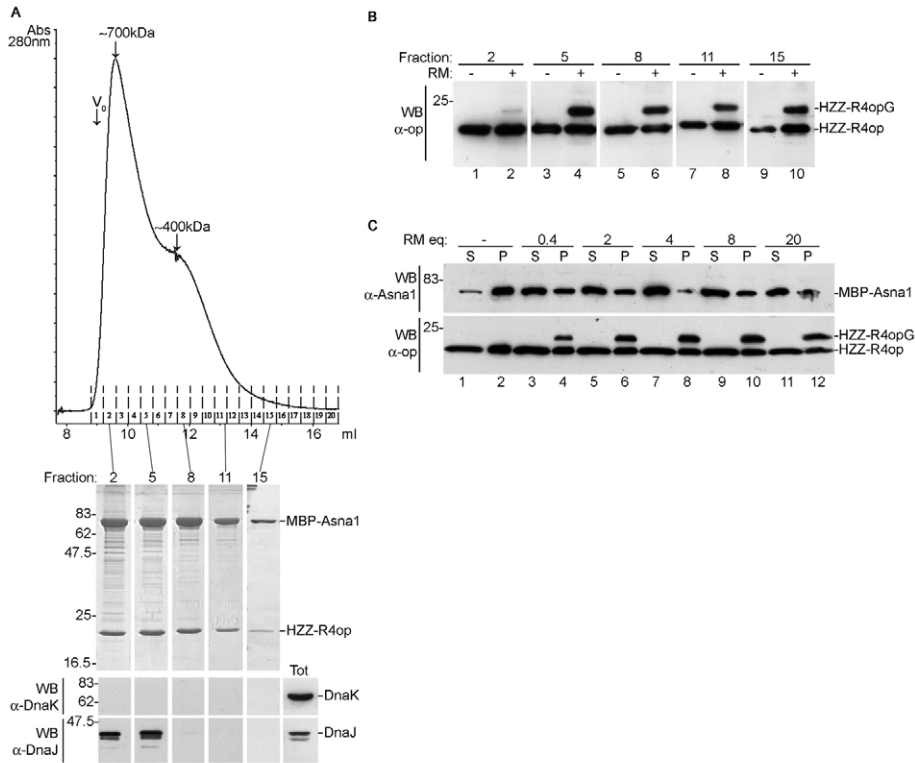 A
Abs
280nm
~700kDa
V0
~400kDa
1 2 3 4 5 6 7 8 9 10 11 12 13 14 15 16 17 18 19 20
8 10 12 14 16 ml
Fraction: 2 5 8 11 15
83-
62-
47.5-
25-
16.5-
-MBP-Asna1
-HZZ-R4op
Tot
WB
α-DnaK
83-
62-
-DnaK
WB
α-DnaJ
47.5-
-DnaJ
B
Fraction: 2 5 8 11 15
RM: - + - + - + - + - +
WB
α-op
25-
-HZZ-R4opG
-HZZ-R4op
1 2 3 4 5 6 7 8 9 10
C
RM eq: - 0.4 2 4 8 20
S P S P S P S P S P S P
WB
α-Asna1
83-
-MBP-Asna1
WB
α-op
25-
-HZZ-R4opG
-HZZ-R4op
1 2 3 4 5 6 7 8 9 10 11 12